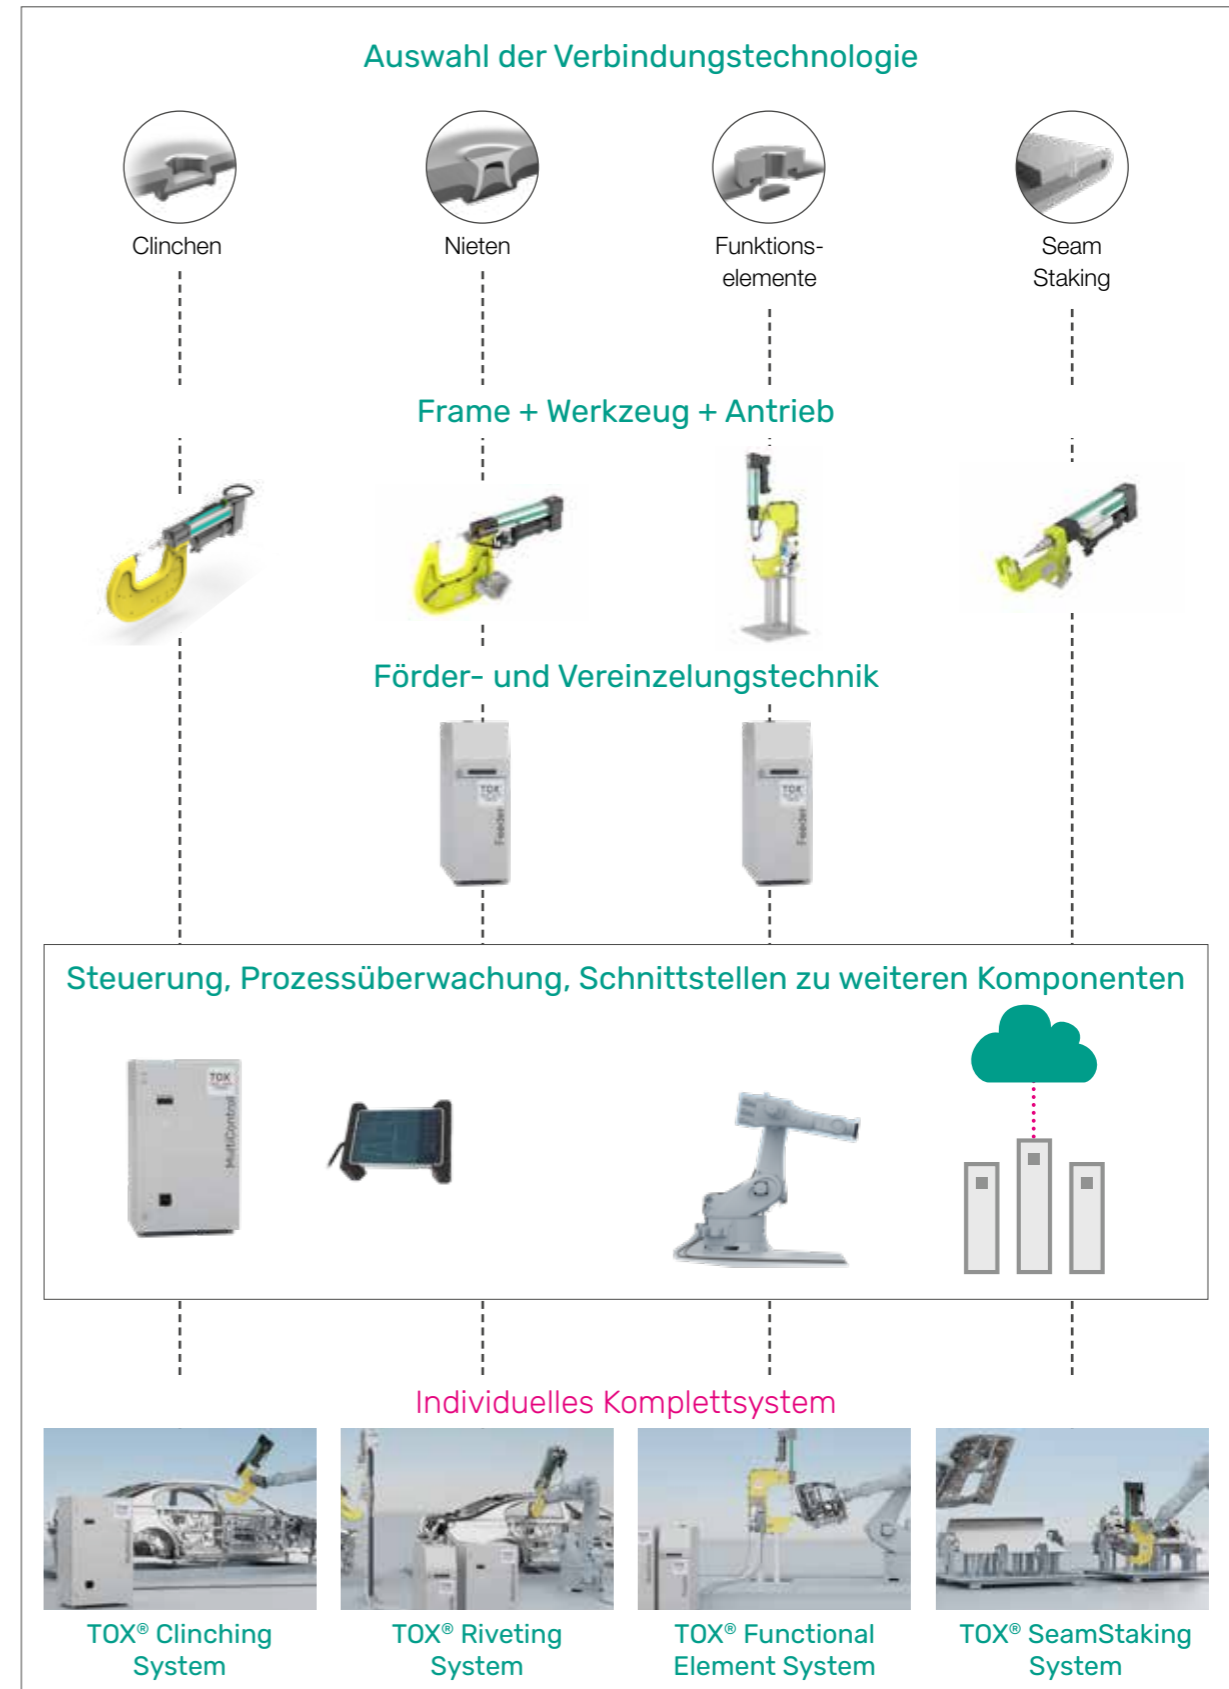 Auswahl der Verbindungstechnologie
Clinchen
Nieten
Funktions-
elemente
Seam
Staking
Frame + Werkzeug + Antrieb
Förder- und Vereinzelungstechnik
TOX
Feeder
TOX
Feeder
Steuerung, Prozessüberwachung, Schnittstellen zu weiteren Komponenten
TOX
MultiControl
Individuelles Komplettsystem
TOX® Clinching
System
TOX® Riveting
System
TOX® Functional
Element System
TOX® SeamStaking
System